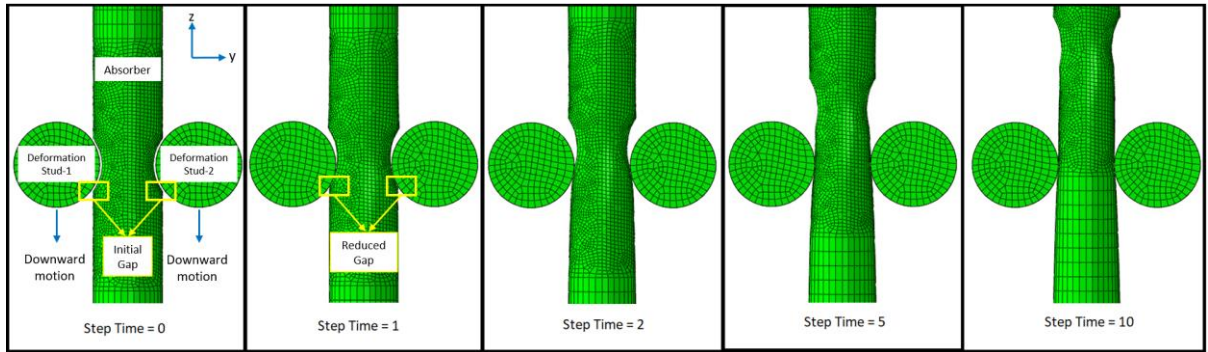 z
y
Absorber
Deformation
Stud-1
Deformation
Stud-2
Initial
Gap
Downward
motion
Downward
motion
Step Time = 0
Reduced
Gap
Step Time = 1
Step Time = 2
Step Time = 5
Step Time = 10